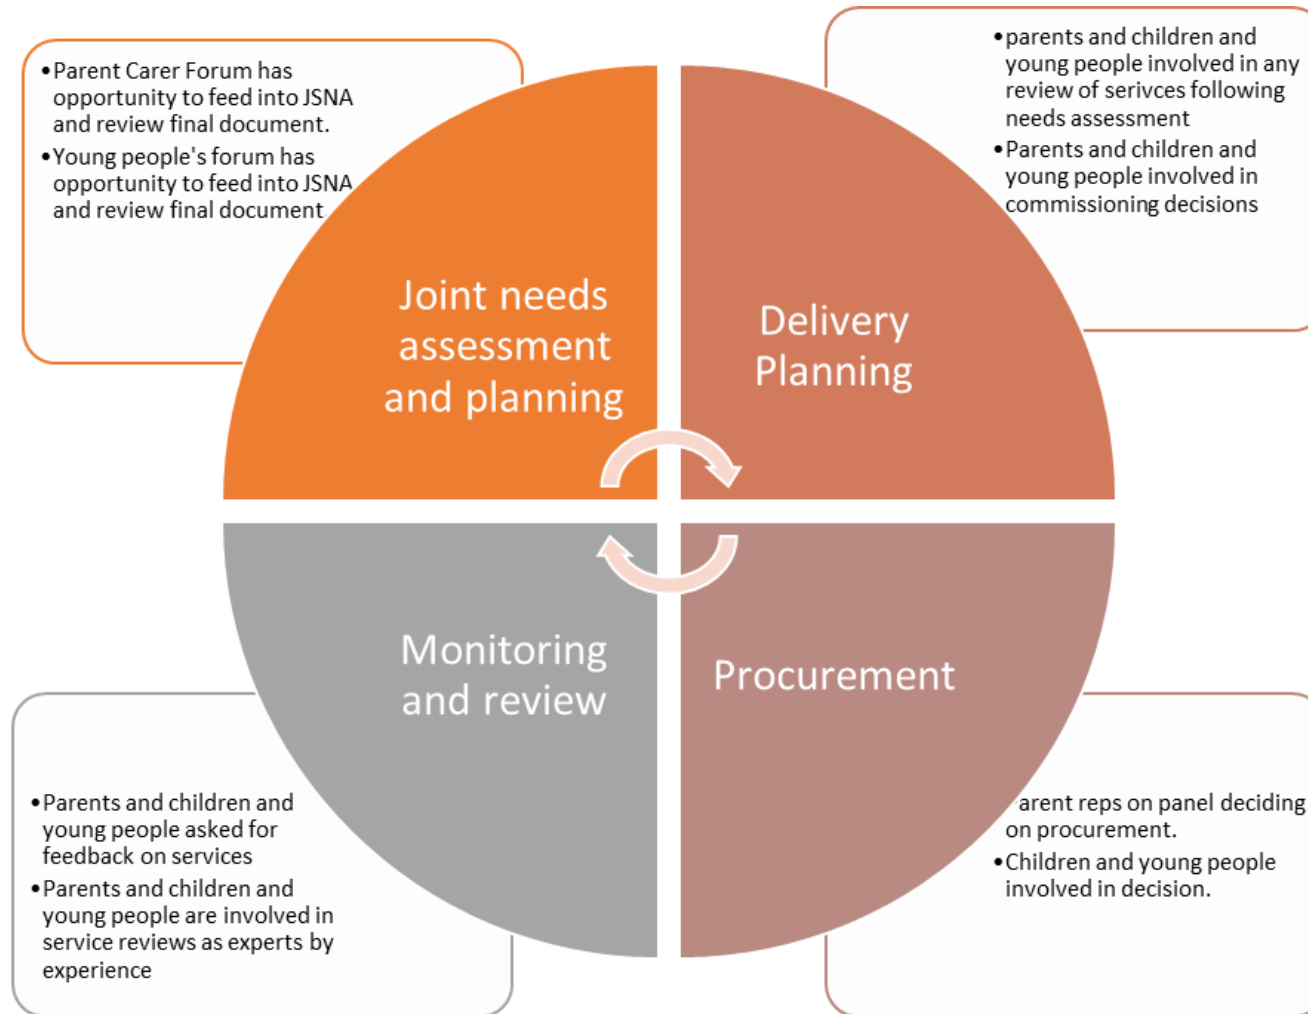 •Parent Carer Forum has
opportunity to feed into JSNA
and review final document.
•Young people's forum has
opportunity to feed into JSNA
and review final document
•parents and children and
young people involved in any
review of serivces following
needs assessment
•Parents and children and
young people involved in
commissioning decisions
Joint needs
assessment
and planning
Delivery
Planning
Monitoring
and review
Procurement
•Parents and children and
young people asked for
feedback on services
•Parents and children and
young people are involved in
service reviews as experts by
experience
arent reps on panel deciding
on procurement.
•Children and young people
involved in decision.